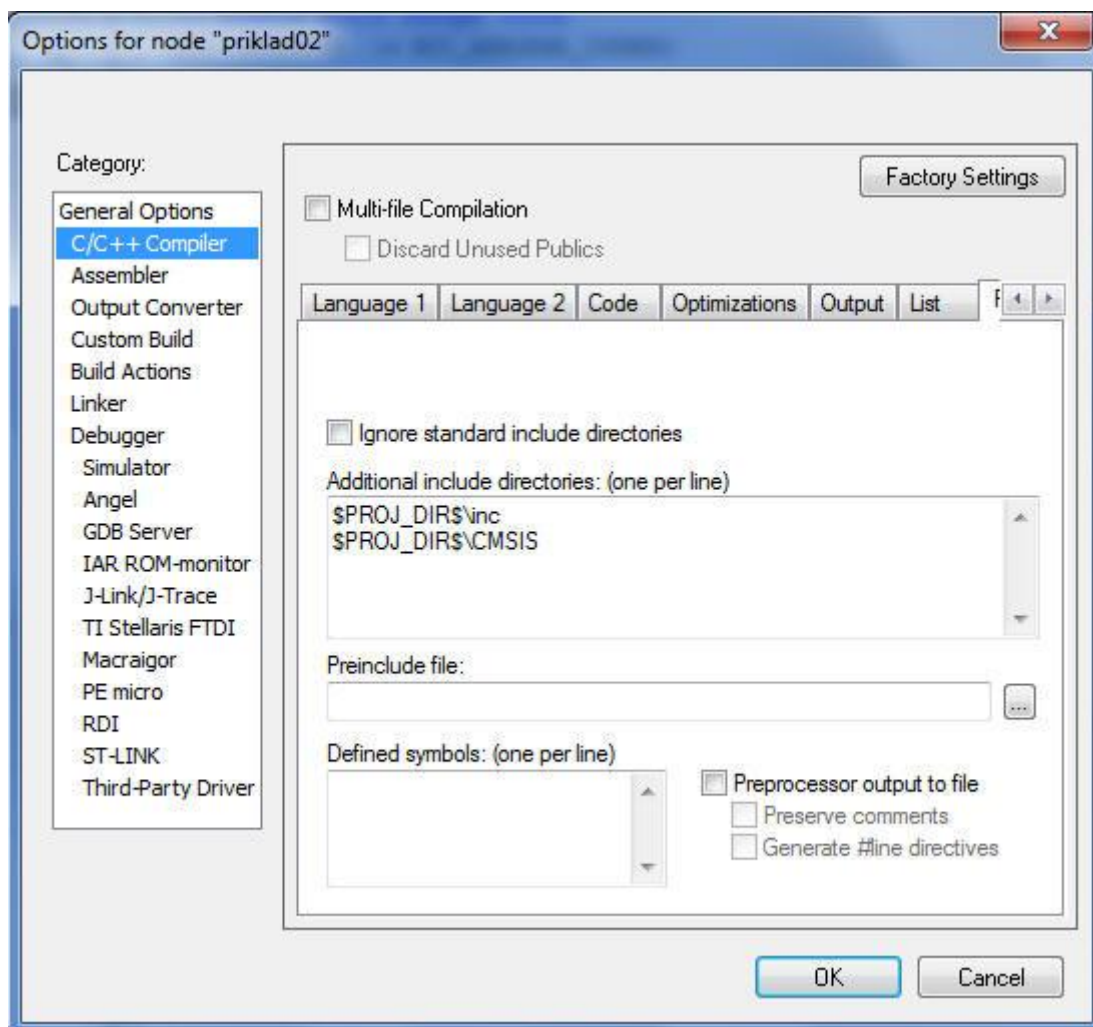 Options for node "priklad02"
Category:
General Options
C/C++ Compiler
Assembler
Output Converter
Custom Build
Build Actions
Linker
Debugger
Simulator
Angel
GDB Server
IAR ROM-monitor
J-Link/J-Trace
TI Stellaris FTDI
Macraigor
PE micro
RDI
ST-LINK
Third-Party Driver
Factory Settings
Multi-file Compilation
Discard Unused Publics
Language 1 Language 2 Code Optimizations Output List
Ignore standard include directories
Additional include directories: (one per line)
$PROJ_DIR$\inc
$PROJ_DIR$\CMSIS
Preinclude file:
...
Defined symbols: (one per line)
Preprocessor output to file
Preserve comments
Generate #line directives
OK Cancel